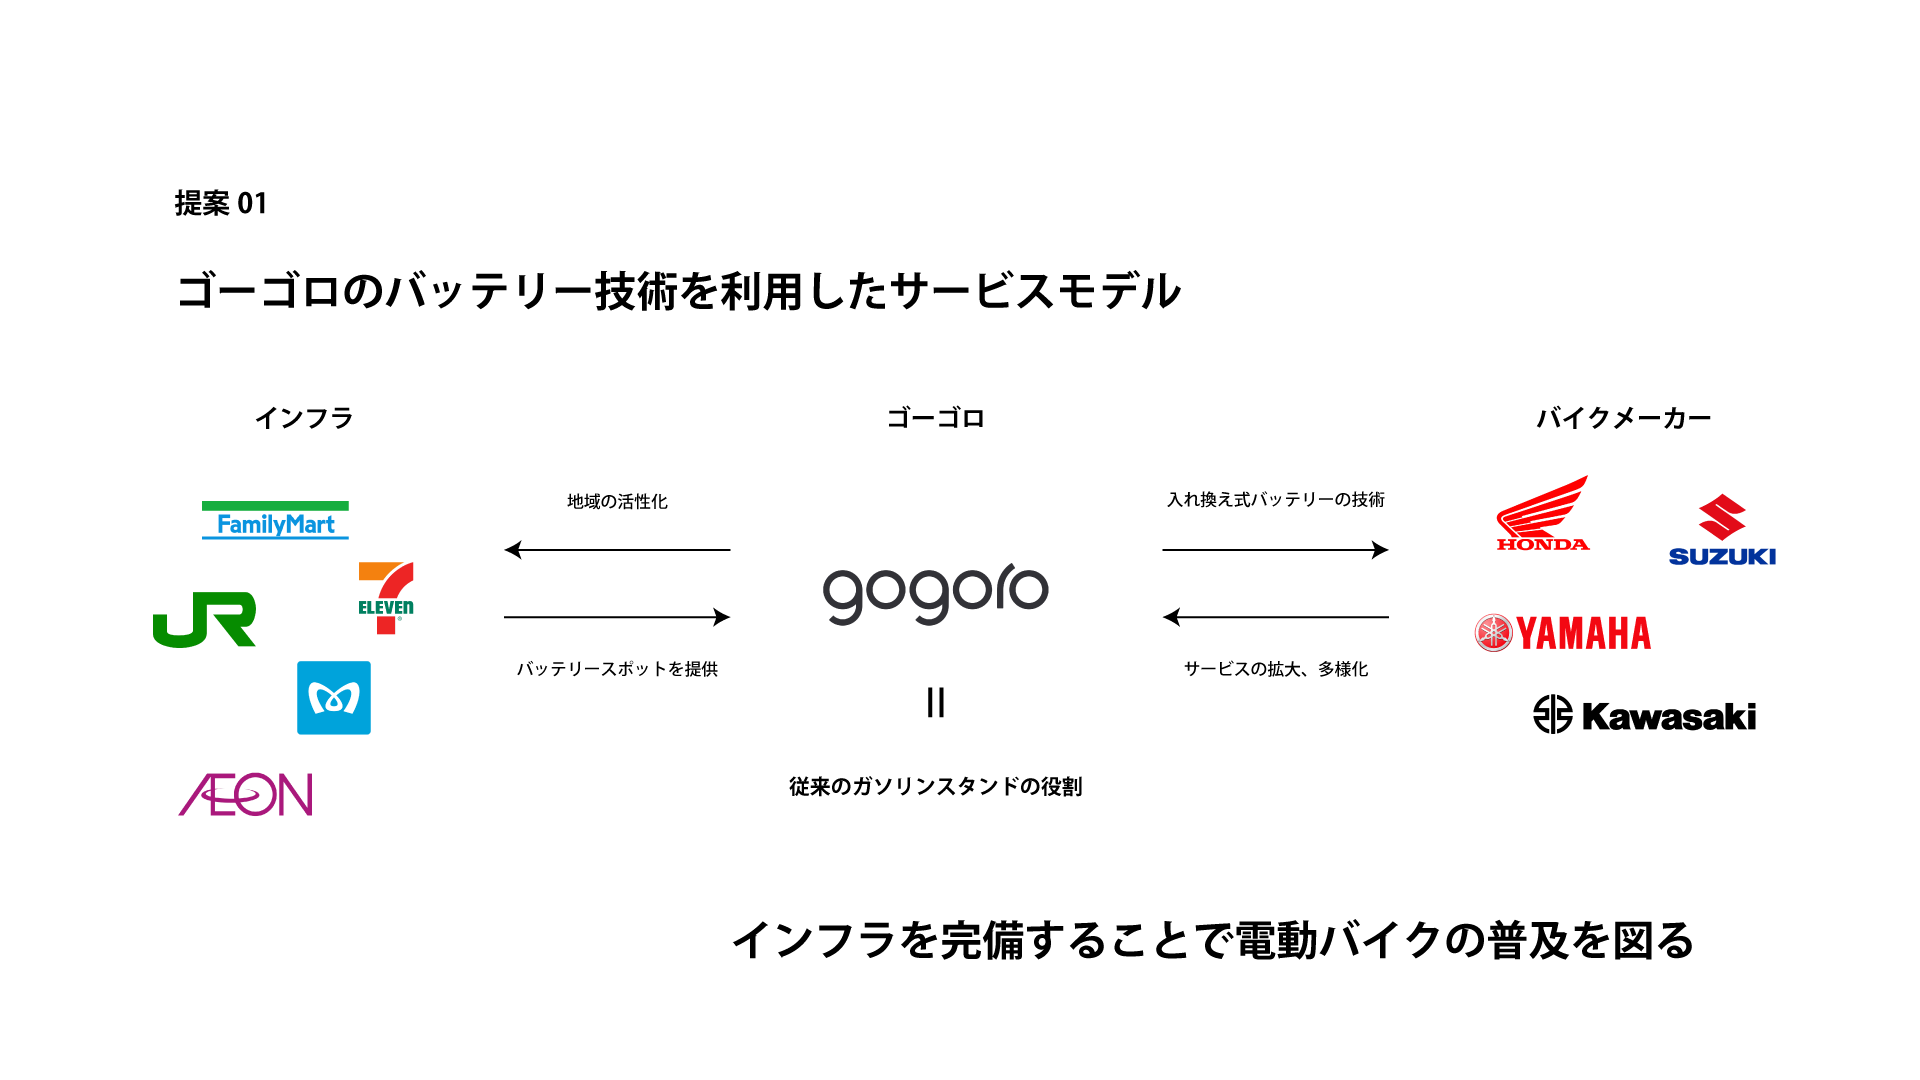 提案 01
ゴーゴロのバッテリー技術を利用したサービスモデル
インフラ
ゴーゴロ
バイクメーカー
FamilyMart
ELEVEN
JR
ÆON
地域の活性化
バッテリースポットを提供
gogoro
従来のガソリンスタンドの役割
入れ換え式バッテリーの技術
サービスの拡大、多様化
HONDA
SUZUKI
YAMAHA
Kawasaki
インフラを完備することで電動バイクの普及を図る